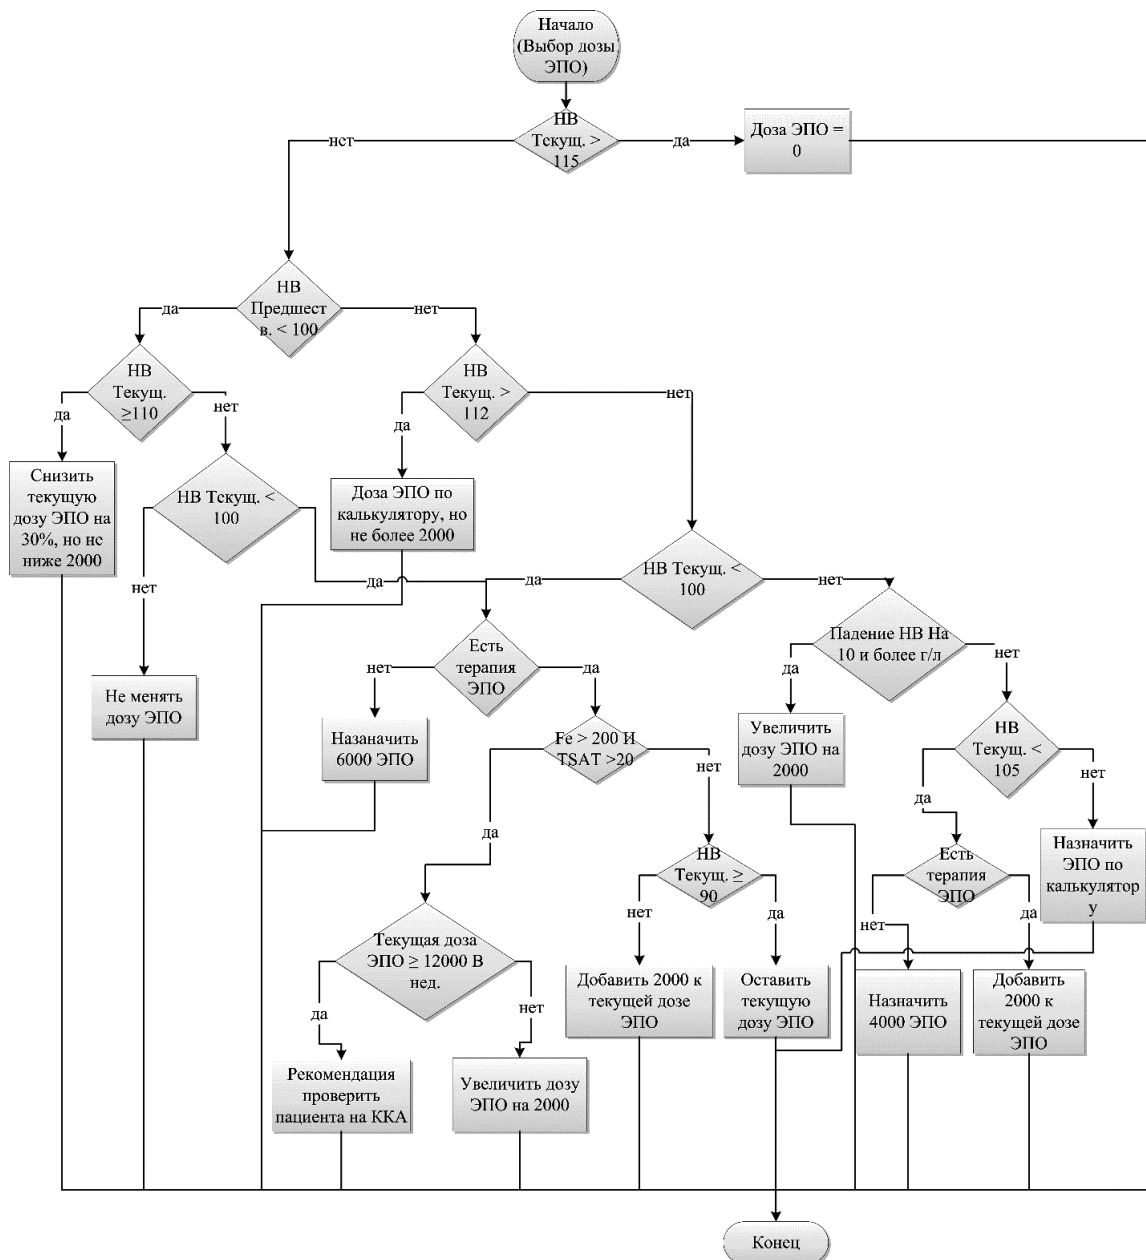 Начало
(Выбор дозы
ЭПО)
НВ
Текущ. >
115
нет
да
Доза ЭПО =
0
НВ
Предшест
в. < 100
да
нет
НВ
Текущ.
≥110
НВ
Текущ. >
112
да
нет
да
нет
Снизить
текущую
дозу ЭПО на
30%, но не
ниже 2000
НВ Текущ. <
100
Доза ЭПО по
калькулятору, но
не более 2000
НВ Текущ. <
100
нет
да
да
нет
Есть
терапия
ЭПО
Падение НВ На
10 и более г/л
нет
да
да
нет
Не менять
дозу ЭПО
Назаначить
6000 ЭПО
Fe > 200 И
TSAT >20
Увеличить
дозу ЭПО на
2000
НВ
Текущ. <
105
да
нет
да
нет
НВ
Текущ. ≥
90
Есть
терапия
ЭПО
Назначить
ЭПО по
калькулятор
у
Текущая доза
ЭПО ≥ 12000 В
нед.
нет
да
нет
да
да
нет
Добавить 2000 к
текущей дозе
ЭПО
Оставить
текущую
дозу ЭПО
Назначить
4000 ЭПО
Добавить
2000 к
текущей дозе
ЭПО
Рекомендация
проверить
пациента на ККА
Увеличить дозу
ЭПО на 2000
Конец